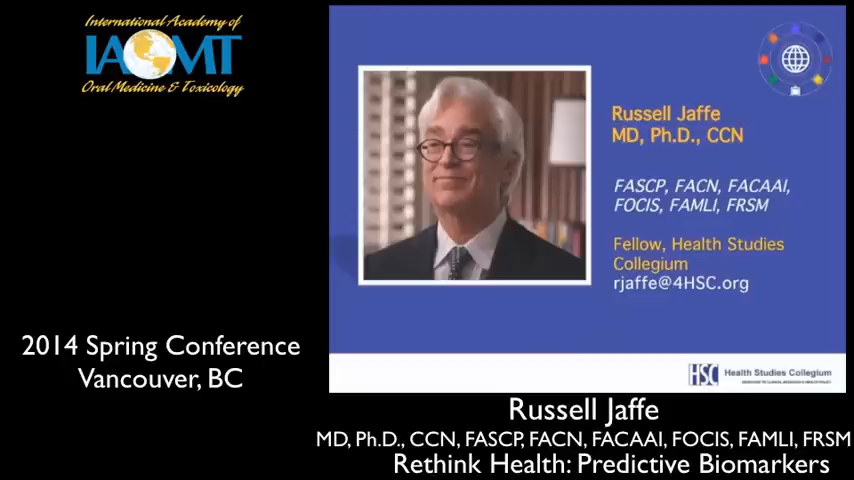 International Academy of
IAOMT
Oral Medicine & Toxicology
Russell Jaffe
MD, Ph.D., CCN
FASCP, FACN, FACAAI,
FOCIS, FAMLI, FRSM
Fellow, Health Studies
Collegium
rjaffe@4HSC.org
HSC Health Studies Collegium
2014 Spring Conference
Vancouver, BC
Russell Jaffe
MD, Ph.D., CCN, FASCP, FACN, FACAAI, FOCIS, FAMLI, FRSM
Rethink Health: Predictive Biomarkers